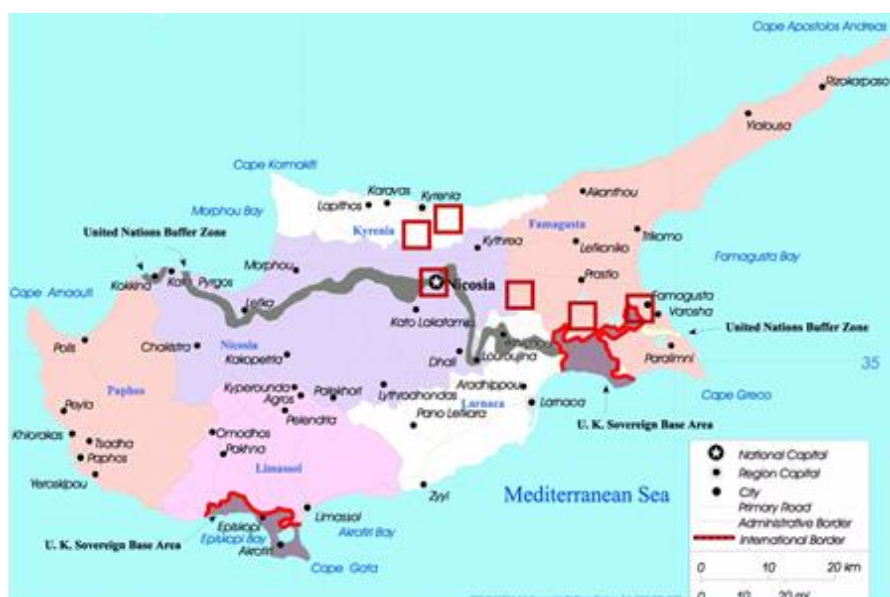 Cape Apostolos Andreas
Rizokarpaso
Yialousa
Cape Kormakiti
Akanthou
Karavas
Lapithos
Kyrenia
Morphou Bay
Famagusta
United Nations Buffer Zone
Kyrenia
Trikomo
Lefkoniko
Kythrea
Famagusta Bay
Morphou
Kokkina
Pyrgos
Prastio
Nicosia
Cape Arnaouti
Lefka
Famagusta
Varosha
Kato Lakatamia
United Nations Buffer Zone
Polis
Chakistra
Nicosia
Kakopetria
Dhali
Louroujina
Paralimni
35
Paphos
Kyperounda
Palekhori
Lythrodhondas
Aradhippou
Agros
Larnaca
Larnaca
Cape Greco
Peyia
Pelendria
Pano Lefkara
U. K. Sovereign Base Area
Khlorakas
Omodhos
Tsadha
Pakhna
Paphos
Limassol
Yeroskipou
Zyyi
Mediterranean Sea
Limassol
Episkopi
U. K. Sovereign Base Area
Episkopi Bay
Akrotiri Bay
Akrotiri
Cape Gata
National Capital
Region Capital
City
Primary Road
Administrative Border
International Border
0 10 20 km
0 10 20 mi